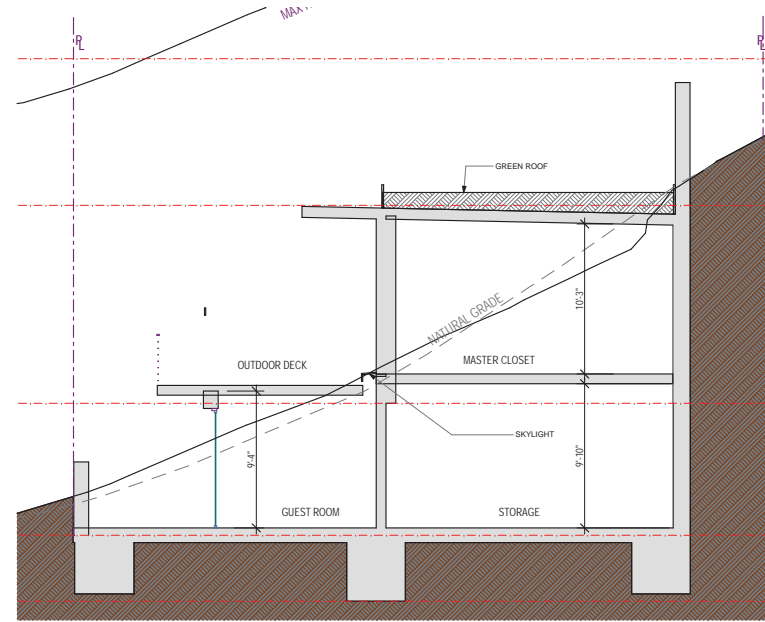 MAX
PL
PL
GREEN ROOF
10'-3"
NATURAL GRADE
OUTDOOR DECK
MASTER CLOSET
SKYLIGHT
9'-4"
9'-10"
GUEST ROOM
STORAGE